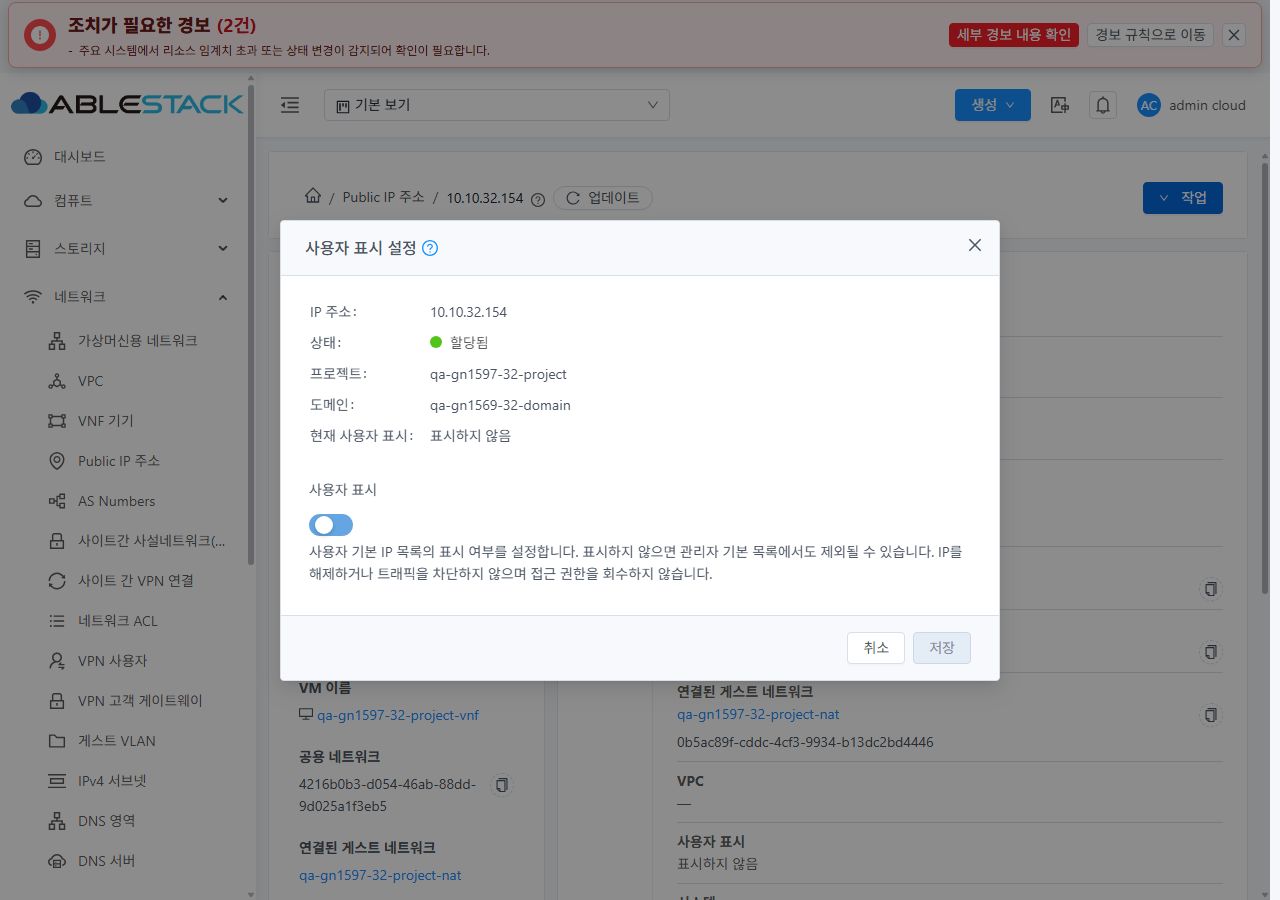 조치가 필요한 경보 (2건)
- 주요 시스템에서 리소스 임계치 초과 또는 상태 변경이 감지되어 확인이 필요합니다.
세부 경보 내용 확인
경보 규칙으로 이동
ABLESTACK
기본 보기
생성
AC
admin cloud
대시보드
컴퓨트
스토리지
네트워크
가상머신용 네트워크
VPC
VNF 기기
Public IP 주소
AS Numbers
사이트간 사설네트워크(...
사이트 간 VPN 연결
네트워크 ACL
VPN 사용자
VPN 고객 게이트웨이
게스트 VLAN
IPv4 서브넷
DNS 영역
DNS 서버
/ Public IP 주소 / 10.10.32.154
업데이트
작업
사용자 표시 설정
IP 주소: 10.10.32.154
상태: 할당됨
프로젝트: qa-gn1597-32-project
도메인: qa-gn1569-32-domain
현재 사용자 표시: 표시하지 않음
사용자 표시
사용자 기본 IP 목록의 표시 여부를 설정합니다. 표시하지 않으면 관리자 기본 목록에서도 제외될 수 있습니다. IP를
해제하거나 트래픽을 차단하지 않으며 접근 권한을 회수하지 않습니다.
취소
저장
VM 이름
qa-gn1597-32-project-vnf
공용 네트워크
4216b0b3-d054-46ab-88dd-
9d025a1f3eb5
연결된 게스트 네트워크
qa-gn1597-32-project-nat
연결된 게스트 네트워크
qa-gn1597-32-project-nat
0b5ac89f-cddc-4cf3-9934-b13dc2bd4446
VPC
—
사용자 표시
표시하지 않음